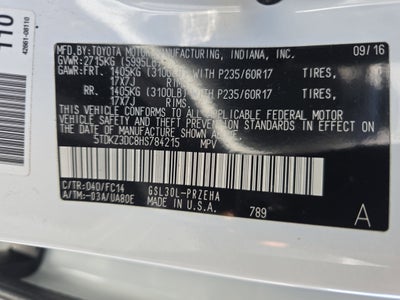 110
42661-08110
MFD. BY: TOYOTA MOTOR MANUFACTURING, INDIANA, INC. 09/16
GVWR: 2715KG (5995LB)
GAWR: FRT. 1405KG (3100LB) WITH P235/60R17 TIRES,
17X7J RIMS,
RR. 1405KG (3100LB) WITH P235/60R17 TIRES,
17X7J RIMS,
THIS VEHICLE CONFORMS TO ALL APPLICABLE FEDERAL MOTOR
VEHICLE SAFETY STANDARDS IN EFFECT ON THE DATE OF
MANUFACTURE SHOWN ABOVE.
5TDKZ3DC8HS784215 MPV
C/TR: 040/FC14 GSL30L-PRZEHA
A/TM: -03A/UA80E MADE IN U.S.A. 789 A